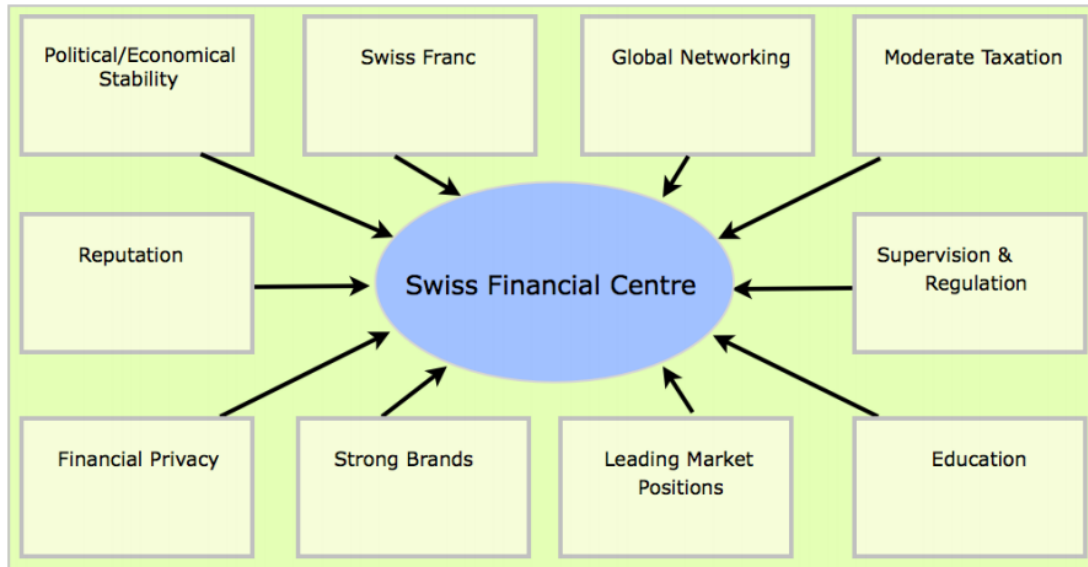 Political/Economical
Stability
Swiss Franc
Global Networking
Moderate Taxation
Reputation
Swiss Financial Centre
Supervision &
Regulation
Financial Privacy
Strong Brands
Leading Market
Positions
Education